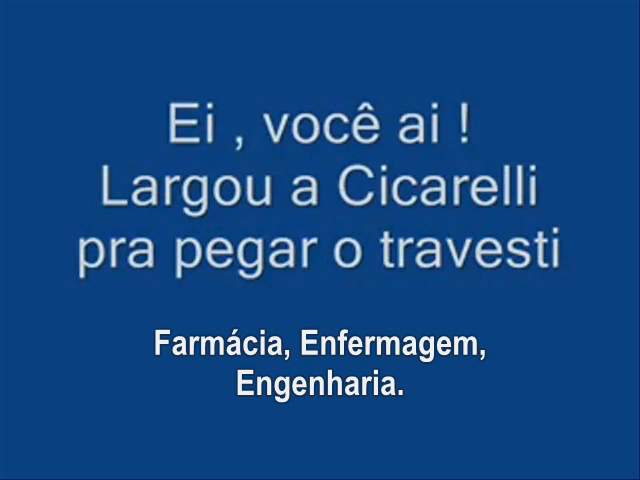 Ei , você ai !
Largou a Cicarelli
pra pegar o travesti
Farmácia, Enfermagem,
Engenharia.